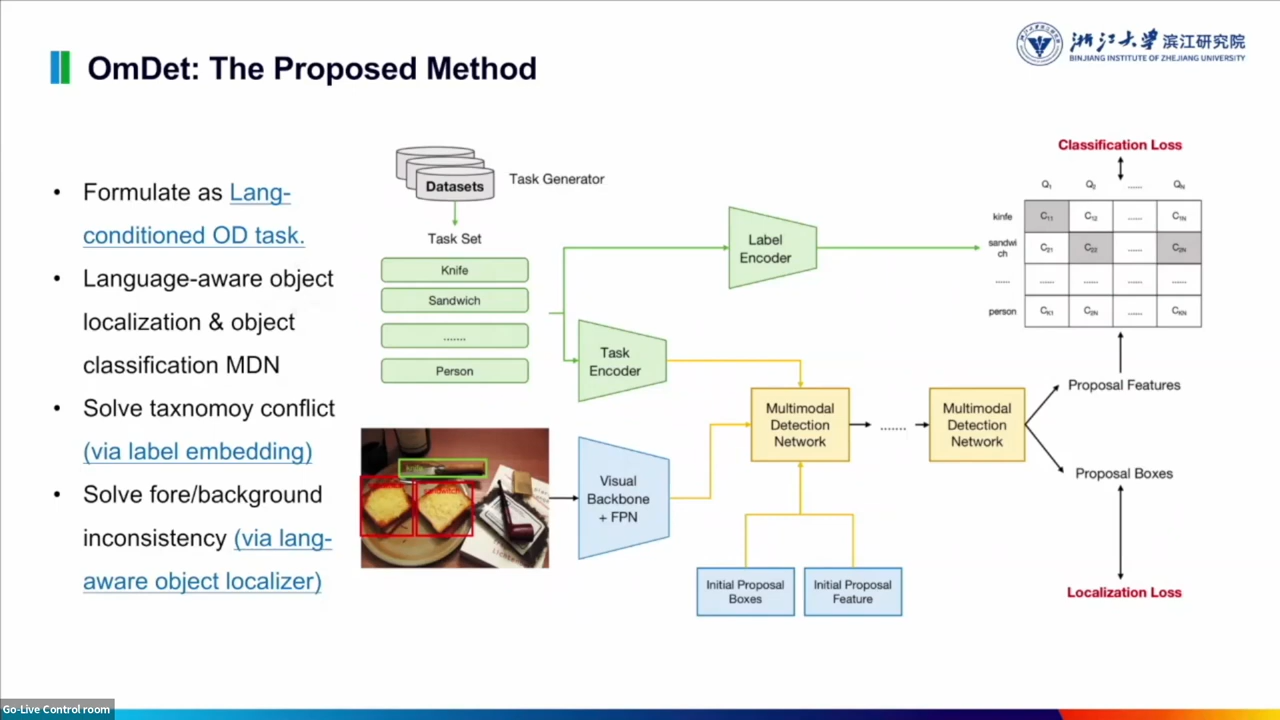 OmDet: The Proposed Method
浙江大学 滨江研究院
BINJIANG INSTITUTE OF ZHEJIANG UNIVERSITY
• Formulate as Lang-
conditioned OD task.
• Language-aware object
localization & object
classification MDN
• Solve taxnomoy conflict
(via label embedding)
• Solve fore/background
inconsistency (via lang-
aware object localizer)
Datasets
Task Generator
Task Set
Knife
Sandwich
.......
Person
Label
Encoder
Task
Encoder
Visual
Backbone
+ FPN
Multimodal
Detection
Network
.......
Multimodal
Detection
Network
Initial Proposal
Boxes
Initial Proposal
Feature
Classification Loss
Q1 Q2 ...... QN
kinfe C11 C12 ...... C1N
sandwi
ch C21 C22 ...... C2N
...... ...... ...... ...... ......
person CK1 C2N ...... CKN
Proposal Features
Proposal Boxes
Localization Loss
Go-Live Control room